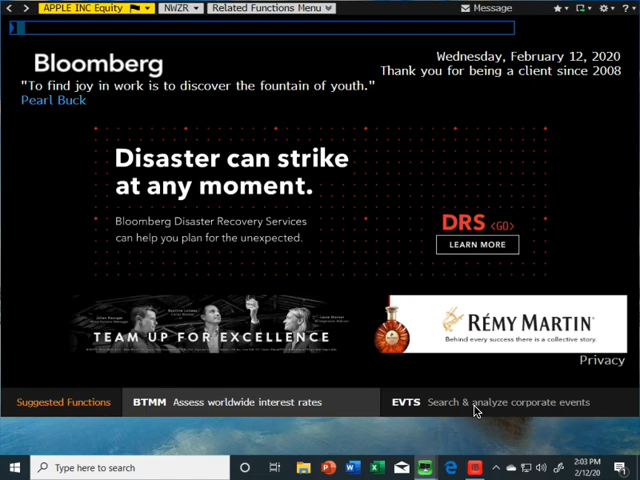 APPLE INC Equity
NWZR
Related Functions Menu
Message
Bloomberg
Wednesday, February 12, 2020
Thank you for being a client since 2008
"To find joy in work is to discover the fountain of youth."
Pearl Buck
Disaster can strike
at any moment.
Bloomberg Disaster Recovery Services
can help you plan for the unexpected.
DRS <GO>
LEARN MORE
TEAM UP FOR EXCELLENCE
RÉMY MARTIN
Behind every success there is a collective story.
Privacy
Suggested Functions
BTMM Assess worldwide interest rates
EVTS Search & analyze corporate events
Type here to search
2:03 PM
2/12/20